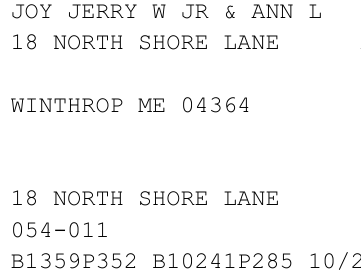 JOY JERRY W JR & ANN L
18 NORTH SHORE LANE
WINTHROP ME 04364
18 NORTH SHORE LANE
054-011
B1359P352 B10241P285 10/2